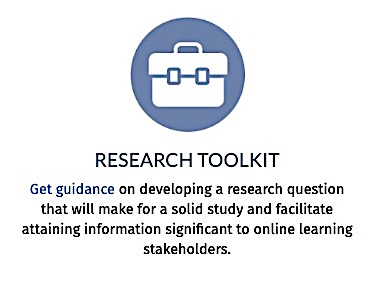 RESEARCH TOOLKIT
Get guidance on developing a research question
that will make for a solid study and facilitate
attaining information significant to online learning
stakeholders.